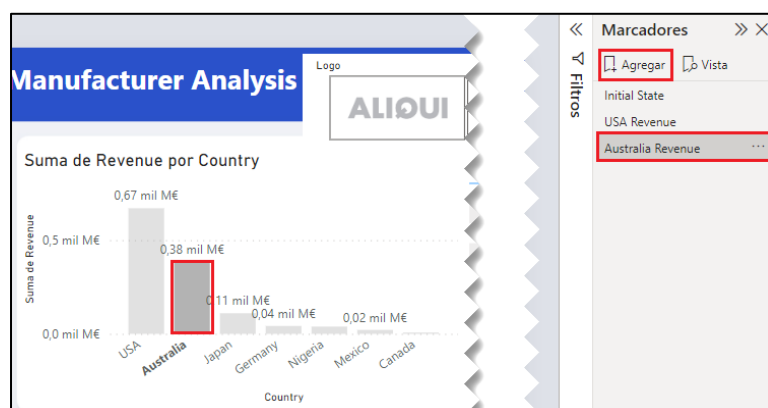 Manufacturer Analysis
Logo
ALIQUI
Suma de Revenue por Country
0,67 mil M€
0,5 mil M€
0,38 mil M€
0,11 mil M€
0,04 mil M€
0,02 mil M€
0,0 mil M€
Suma de Revenue
USA
Australia
Japan
Germany
Nigeria
Mexico
Canada
Country
Filtros
Marcadores
Agregar
Vista
Initial State
USA Revenue
Australia Revenue